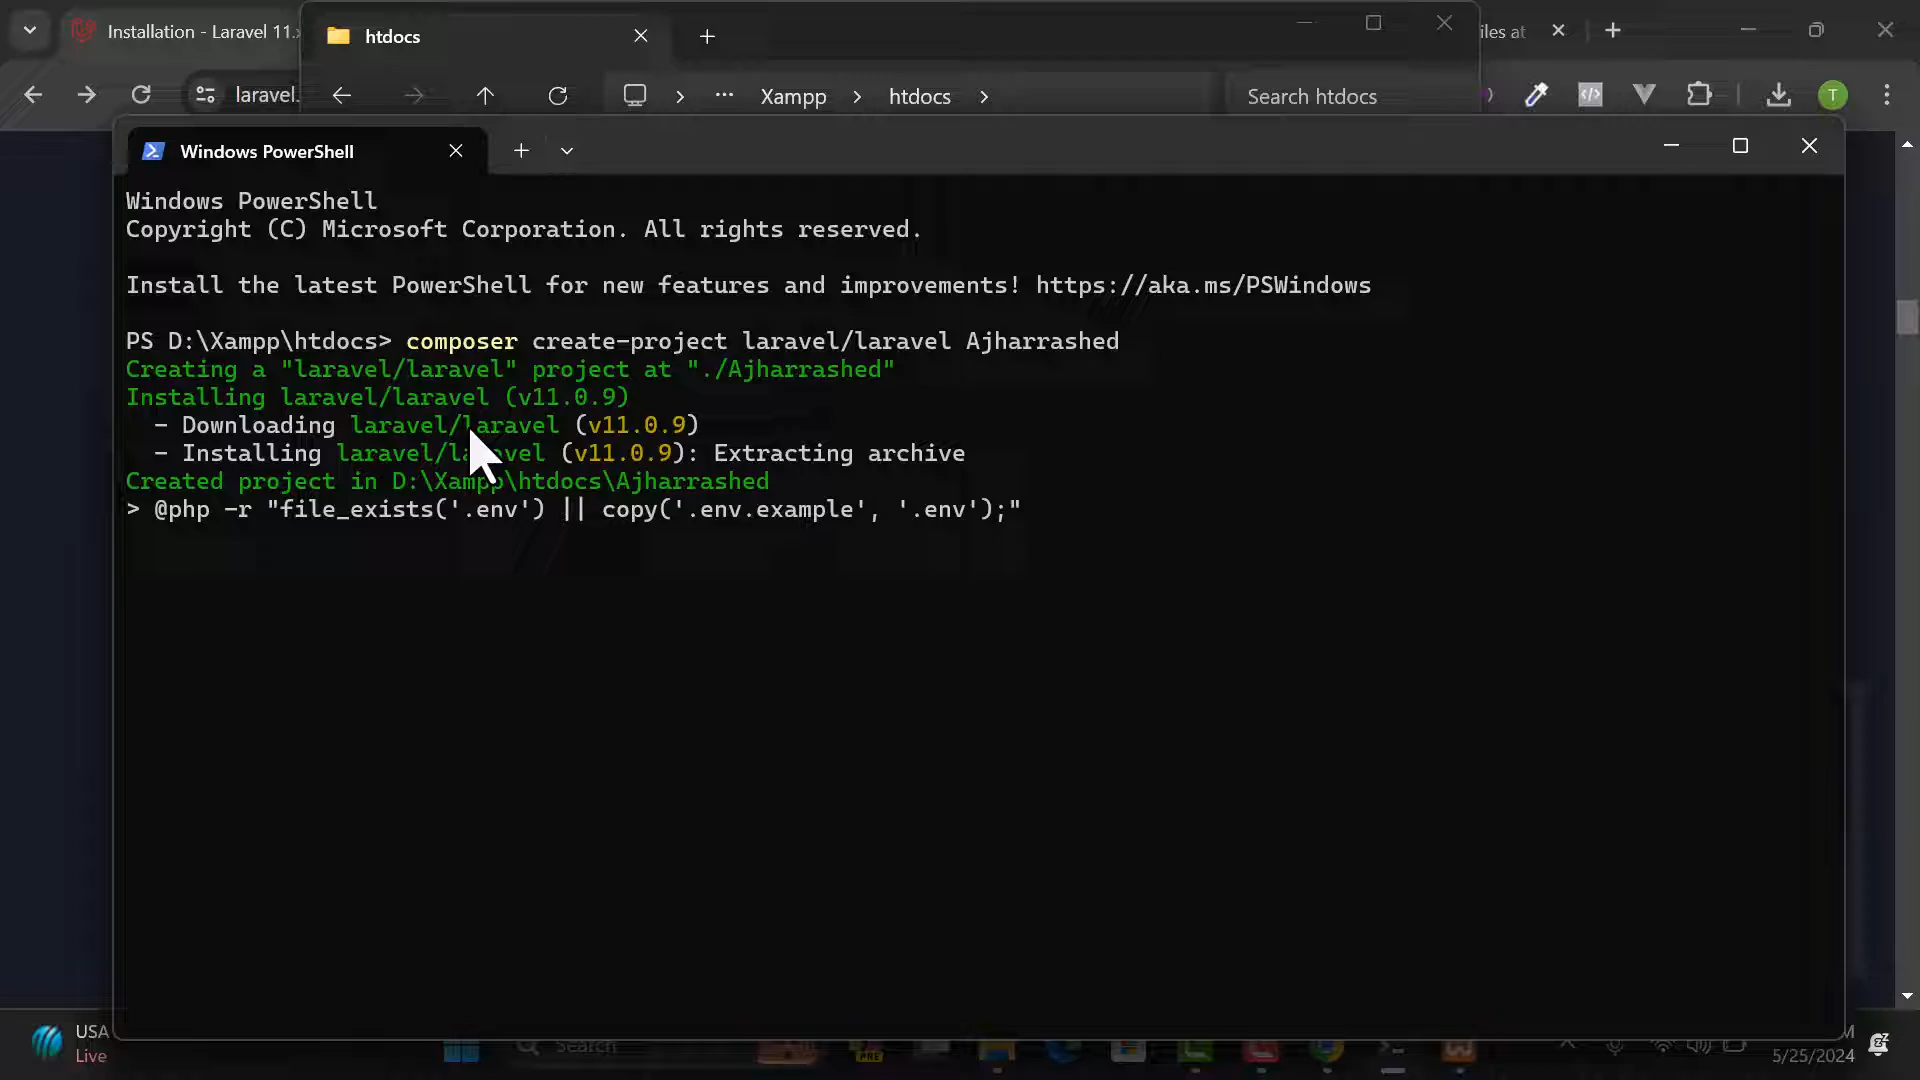 Installation - Laravel 11.x
htdocs
iles at
laravel.
Xampp
htdocs
Search htdocs
T
Windows PowerShell
Windows PowerShell
Copyright (C) Microsoft Corporation. All rights reserved.
Install the latest PowerShell for new features and improvements! https://aka.ms/PSWindows
PS D:\Xampp\htdocs> composer create-project laravel/laravel Ajharrashed
Creating a "laravel/laravel" project at "./Ajharrashed"
Installing laravel/laravel (v11.0.9)
- Downloading laravel/laravel (v11.0.9)
- Installing laravel/laravel (v11.0.9): Extracting archive
Created project in D:\Xampp\htdocs\Ajharrashed
> @php -r "file_exists('.env') || copy('.env.example', '.env');"
USA
Live
Search
PRE
M
5/25/2024